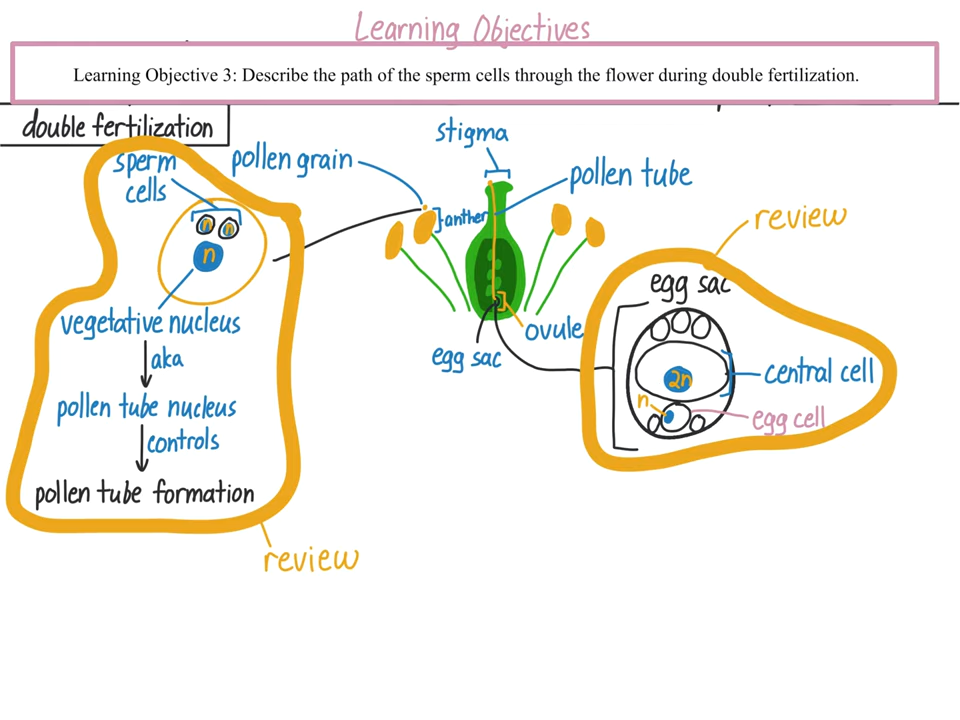 Learning Objectives
Learning Objective 3: Describe the path of the sperm cells through the flower during double fertilization.
double fertilization
sperm
cells
pollen grain
stigma
pollen tube
anther
review
n
n
n
vegetative nucleus
aka
pollen tube nucleus
controls
pollen tube formation
review
ovule
egg sac
egg sac
2n
central cell
n
egg cell